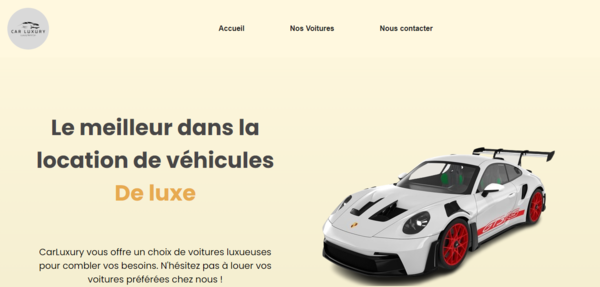 CAR LUXURY
Accueil
Nos Voitures
Nous contacter
Le meilleur dans la
location de véhicules
De luxe
CarLuxury vous offre un choix de voitures luxueuses
pour combler vos besoins. N'hésitez pas à louer vos
voitures préférées chez nous !